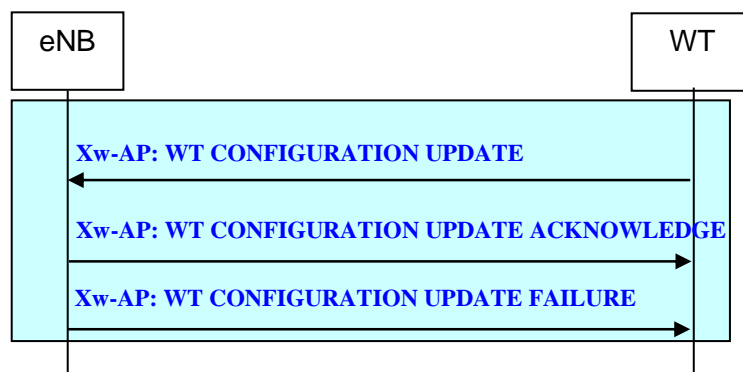 eNB
WT
Xw-AP: WT CONFIGURATION UPDATE
Xw-AP: WT CONFIGURATION UPDATE ACKNOWLEDGE
Xw-AP: WT CONFIGURATION UPDATE FAILURE